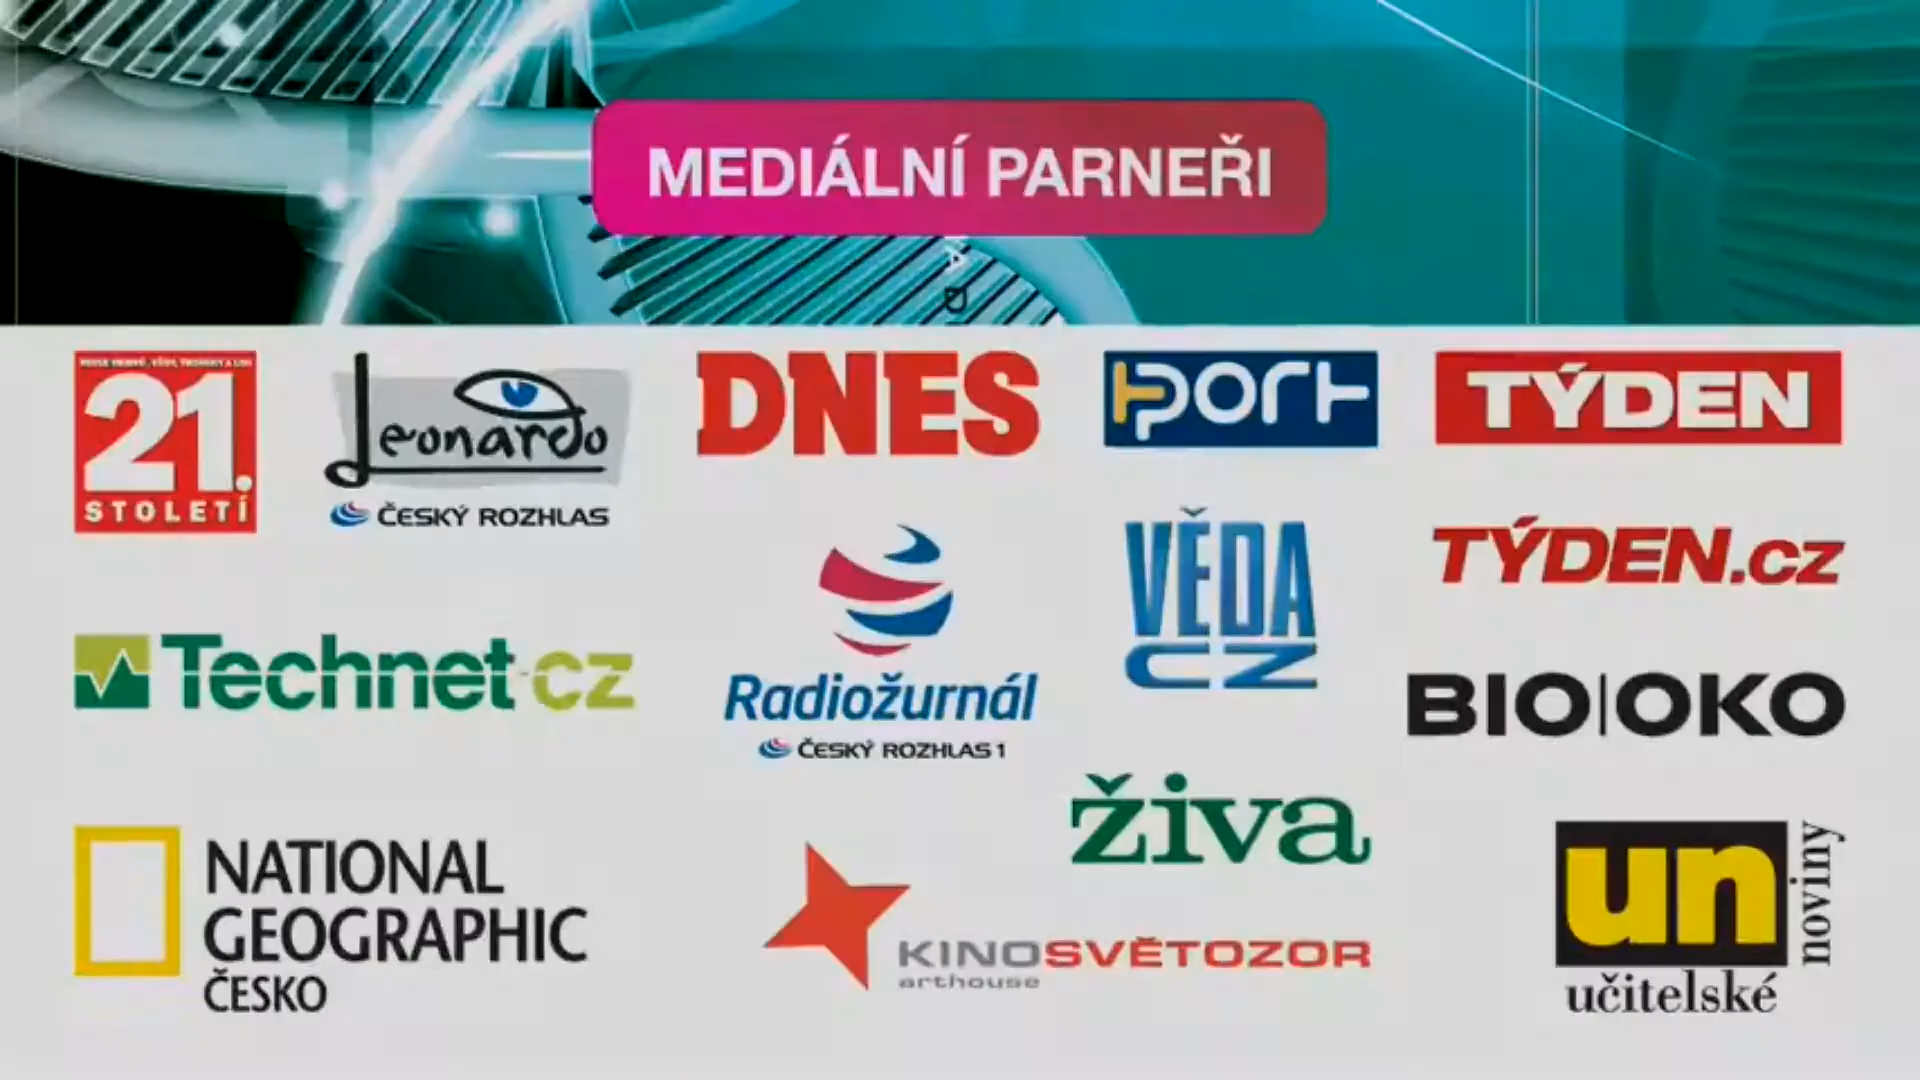 MEDIÁLNÍ PARNEŘI
21.
STOLETÍ
Leonardo
ČESKÝ ROZHLAS
DNES
PORT
TÝDEN
Technet.cz
Radiožurnál
ČESKÝ ROZHLAS 1
VĚDA
CZ
TÝDEN.cz
BIO|OKO
NATIONAL
GEOGRAPHIC
ČESKO
živa
KINOSVĚTOZOR
arthouse
un
učitelské
noviny